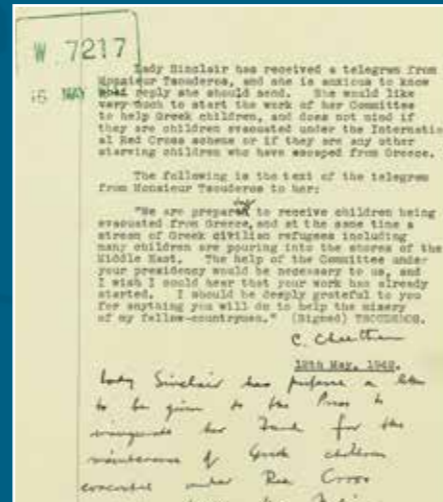 W 7217
16 MAY
Lady Sinclair has received a telegram from
Monsieur Tsouderos, and she is anxious to know
what reply she should send. She would like
very much to start the work of her Committee
to help Greek children, and does not mind if
they are children evacuated under the Internation
al Red Cross scheme or if they are any other
starving children who have escaped from Greece.
The following is the text of the telegram
from Monsieur Tsouderos to her:
"We are prepared to receive children being
evacuated from Greece, and at the same time a
stream of Greek civilian refugees including
many children are pouring into the shores of the
Middle East. The help of the Committee under
your presidency would be necessary to us, and
I wish I could hear that your work has already
started. I should be deeply grateful to you
for anything you will do to help the misery
of my fellow-countrymen." (Signed) TSOUDEROS.
C. Cheetham
12th May, 1942.
Lady Sinclair has prepared a letter
to be given to the Press to
inaugurate her Fund for the
maintenance of Greek children
evacuated under Red Cross